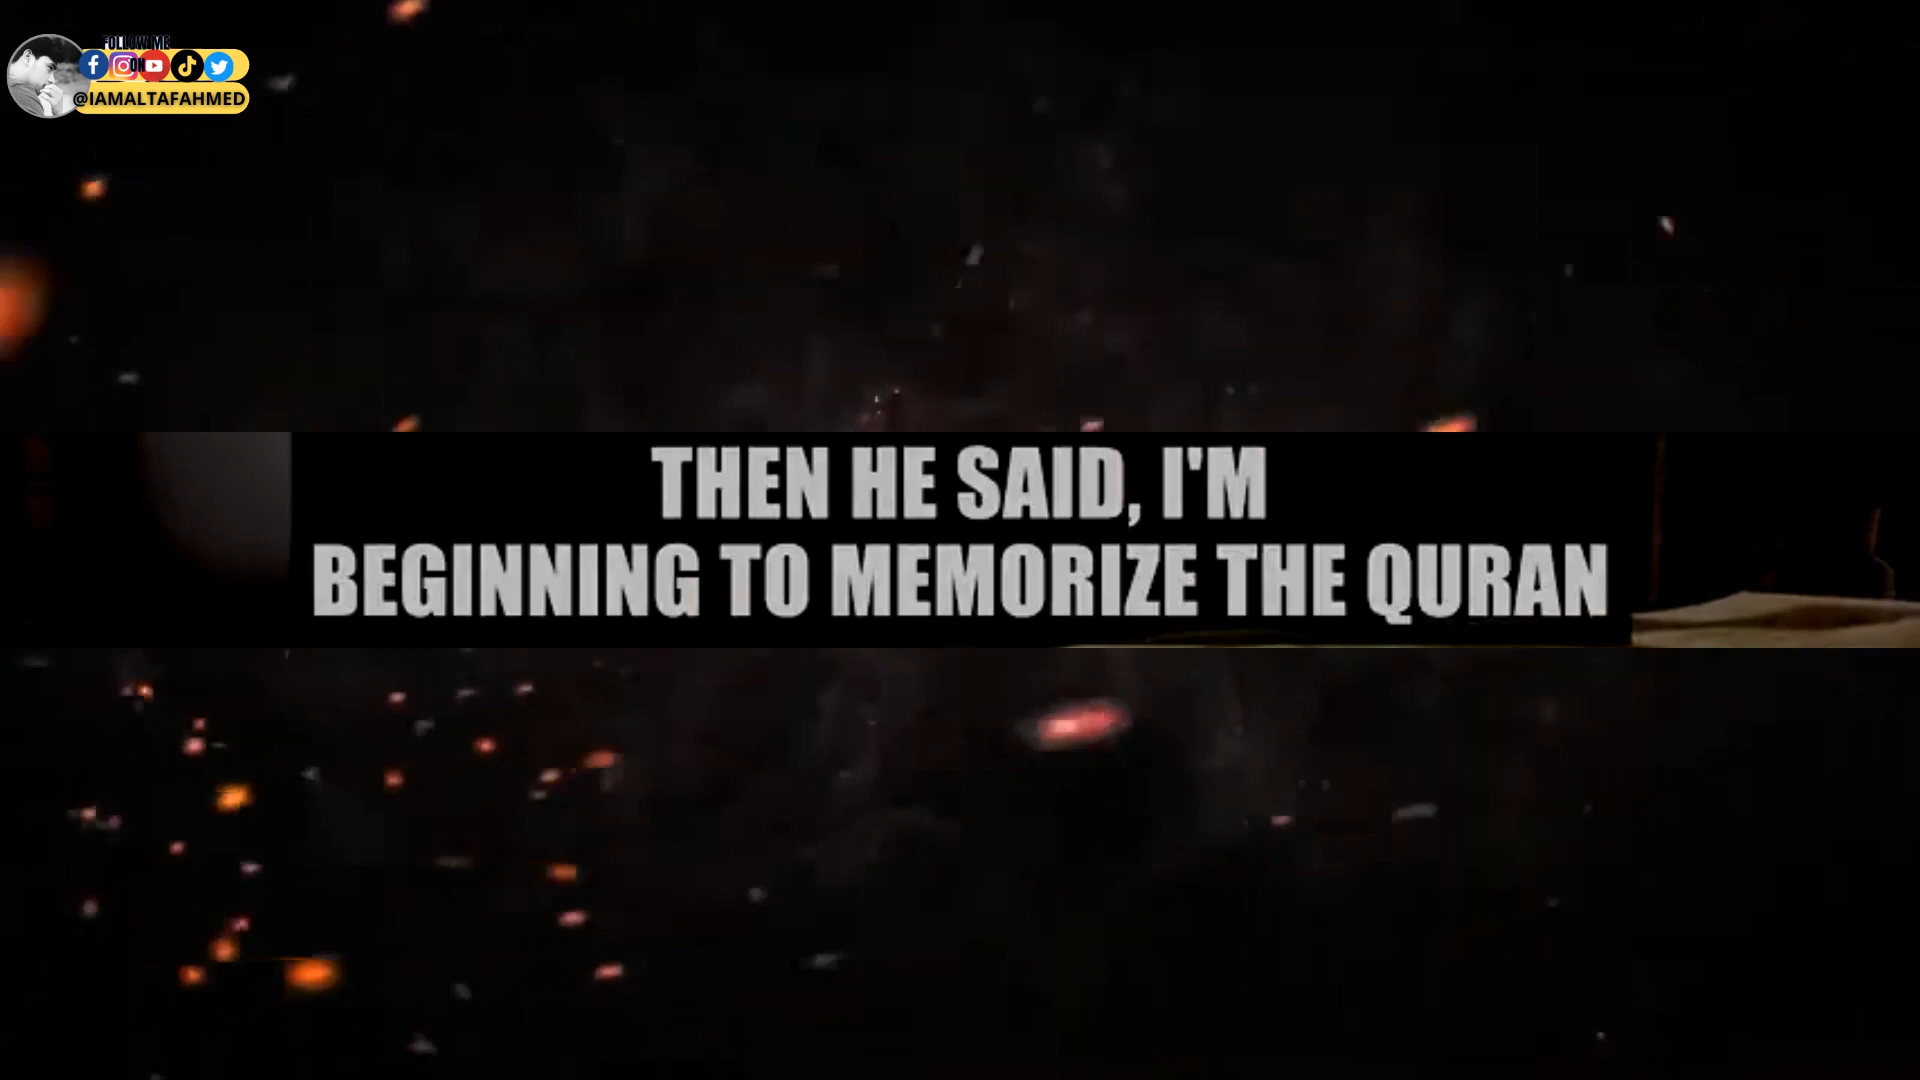 FOLLOW ME
ON
@IAMALTAFAHMED
THEN HE SAID, I'M
BEGINNING TO MEMORIZE THE QURAN